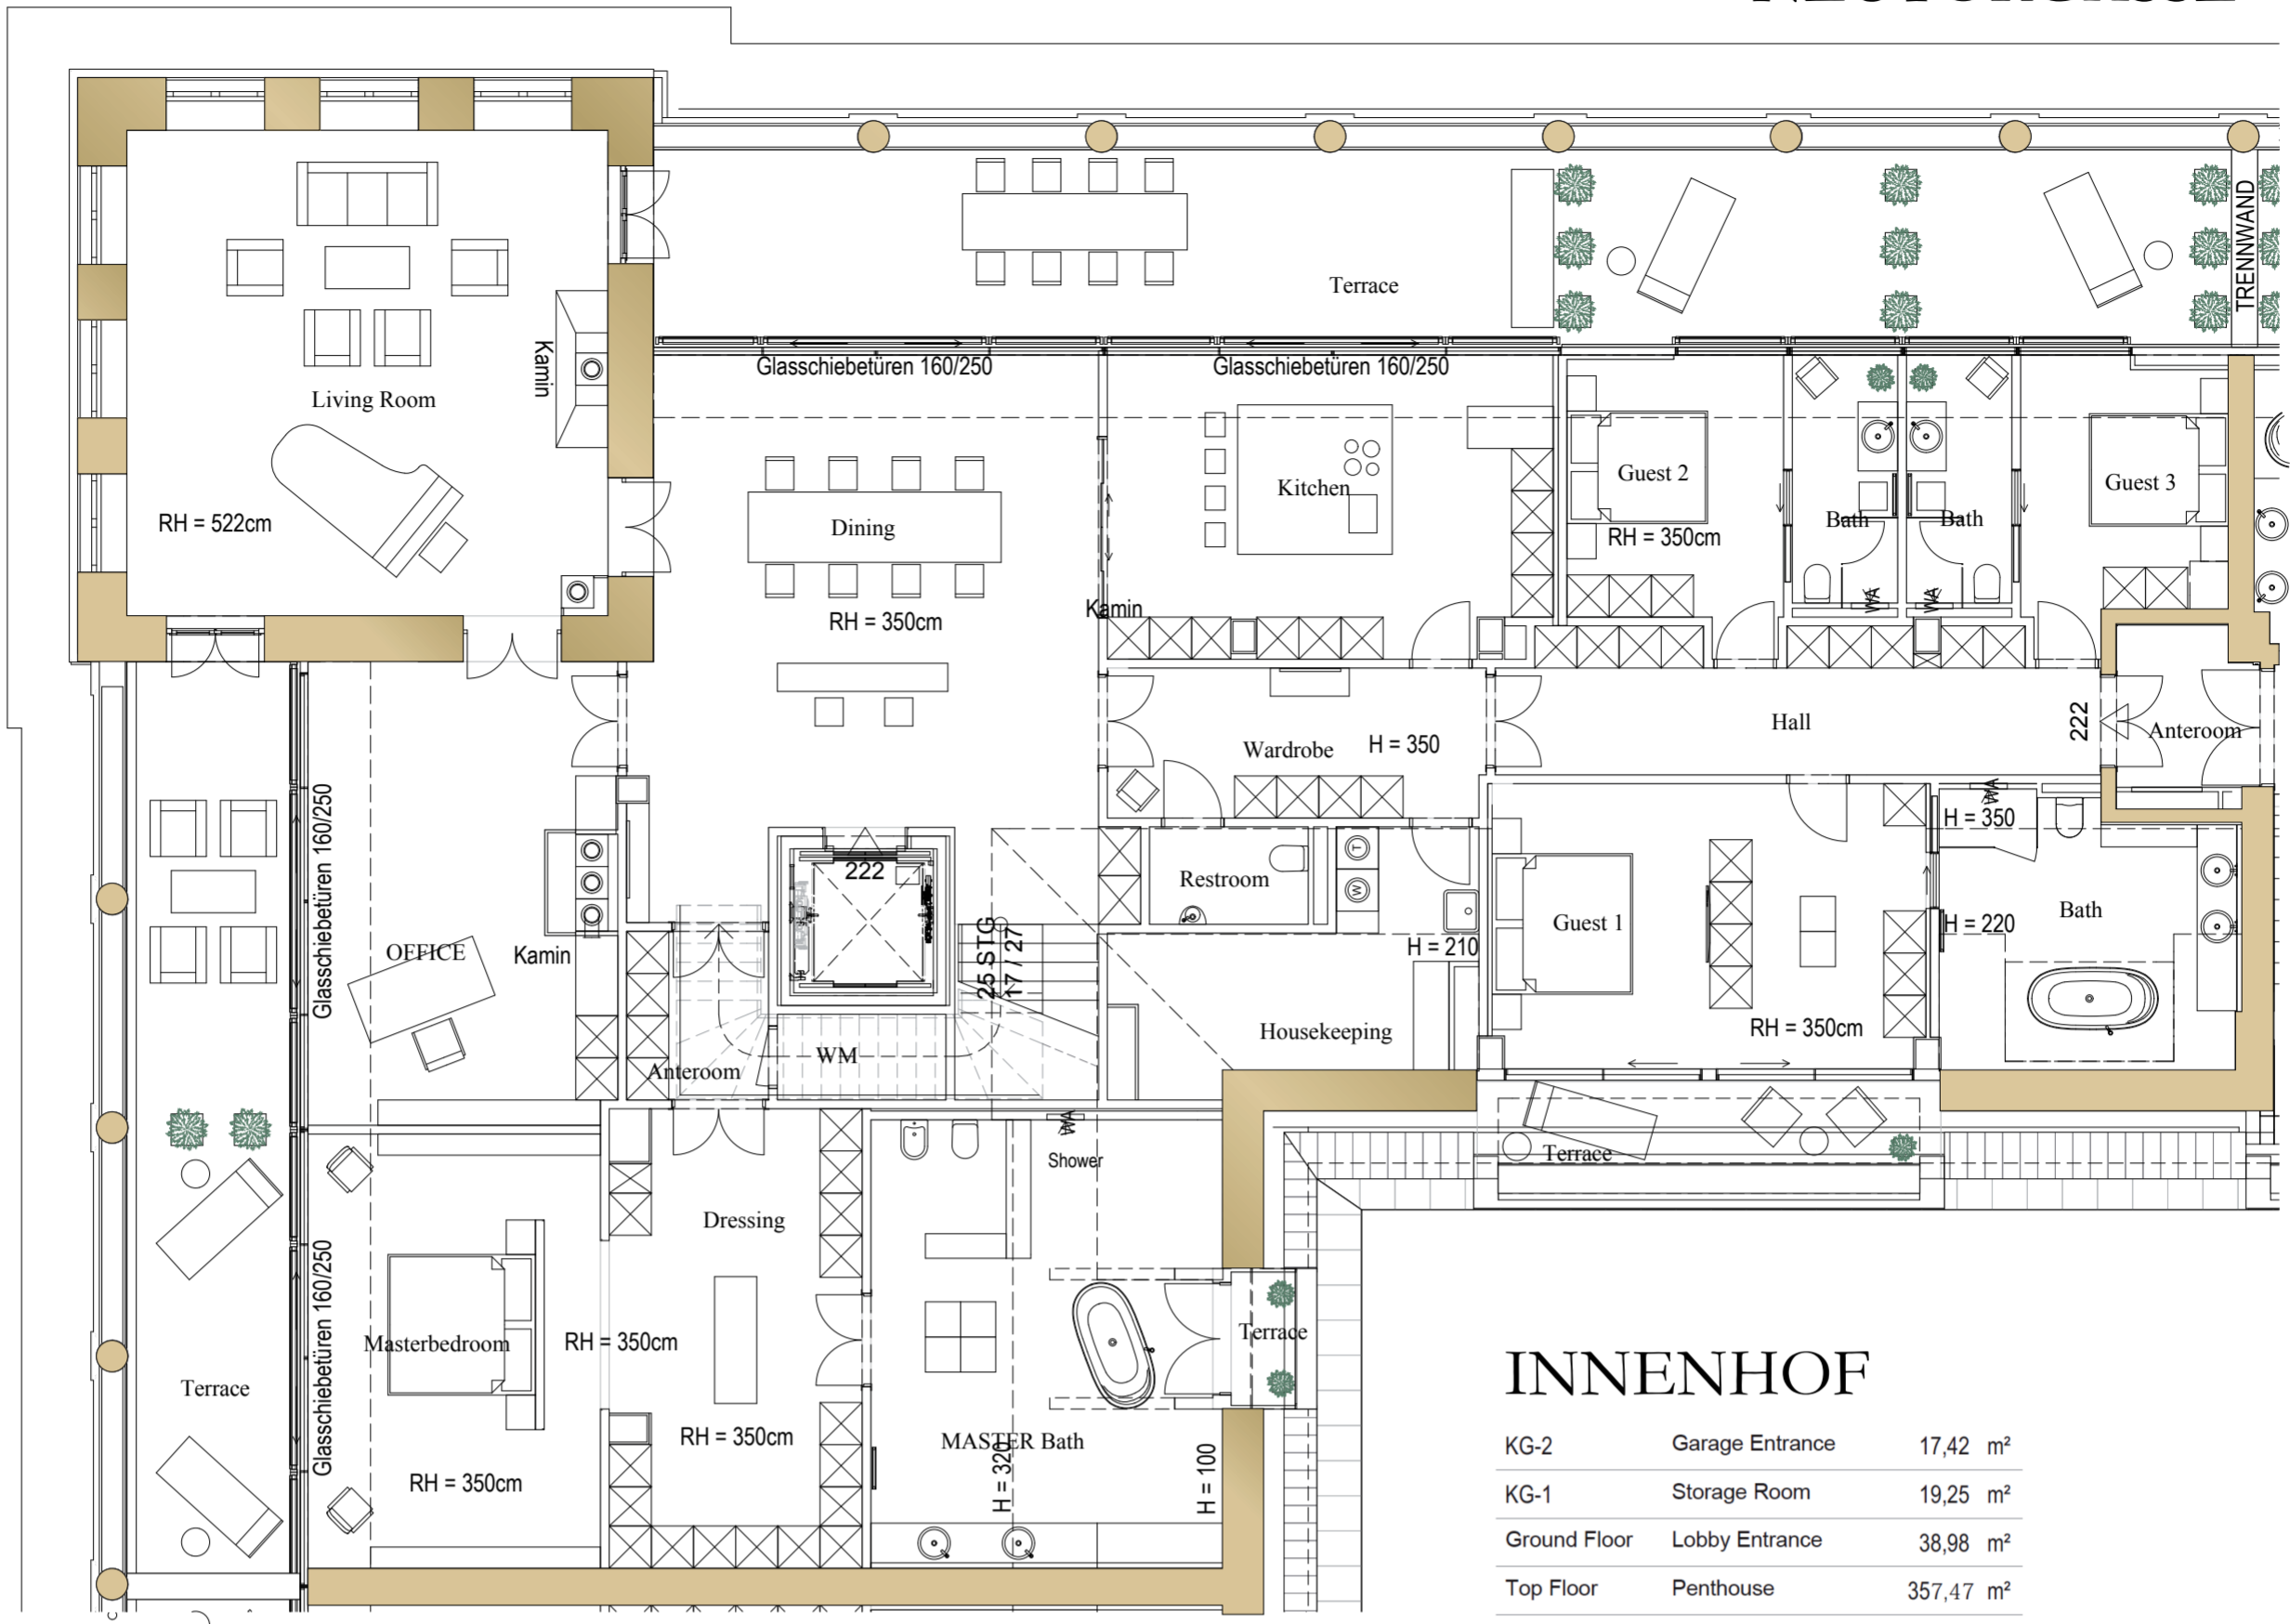 TRENNWAND
Terrace
Glasschiebetüren 160/250
Glasschiebetüren 160/250
Kamin
Living Room
RH = 522cm
Dining
RH = 350cm
Kitchen
Kamin
Guest 2
RH = 350cm
Bath
WA
Bath
WA
Guest 3
Wardrobe
H = 350
Hall
222
Anteroom
Glasschiebetüren 160/250
OFFICE
Kamin
222
25 STG
17 / 27
WM
Anteroom
Restroom
T
W
H = 210
Housekeeping
Guest 1
RH = 350cm
WA
H = 350
H = 220
Bath
Terrace
WA
Shower
Dressing
Glasschiebetüren 160/250
Masterbedroom
RH = 350cm
Terrace
RH = 350cm
RH = 350cm
MASTER Bath
H = 320
H = 100
Terrace
INNENHOF
KG-2 Garage Entrance 17,42 m²
KG-1 Storage Room 19,25 m²
Ground Floor Lobby Entrance 38,98 m²
Top Floor Penthouse 357,47 m²